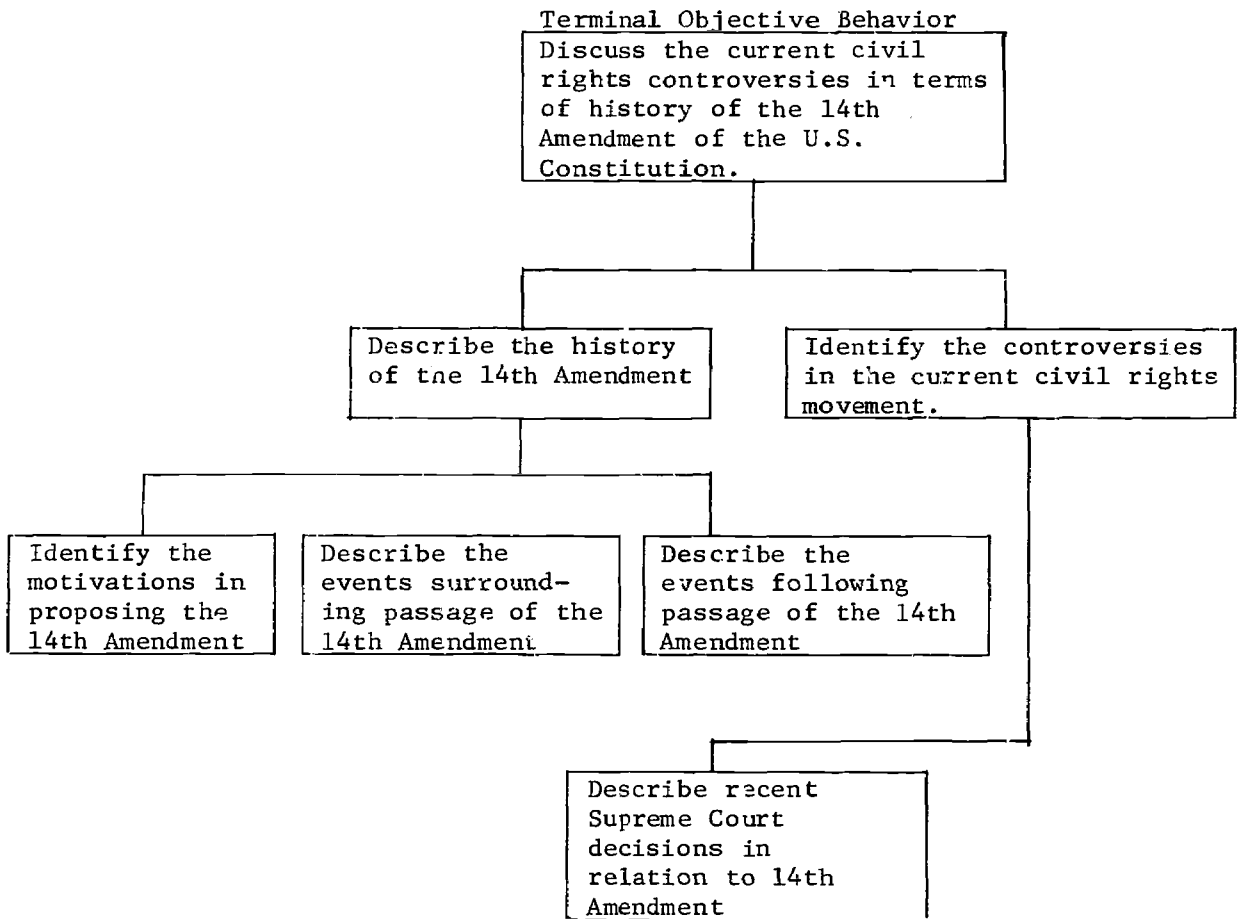 Terminal Objective Behavior
Discuss the current civil
rights controversies in terms
of history of the 14th
Amendment of the U.S.
Constitution.
Describe the history
of the 14th Amendment
Identify the controversies
in the current civil rights
movement.
Identify the
motivations in
proposing the
14th Amendment
Describe the
events surround-
ing passage of the
14th Amendment
Describe the
events following
passage of the 14th
Amendment
Describe recent
Supreme Court
decisions in
relation to 14th
Amendment